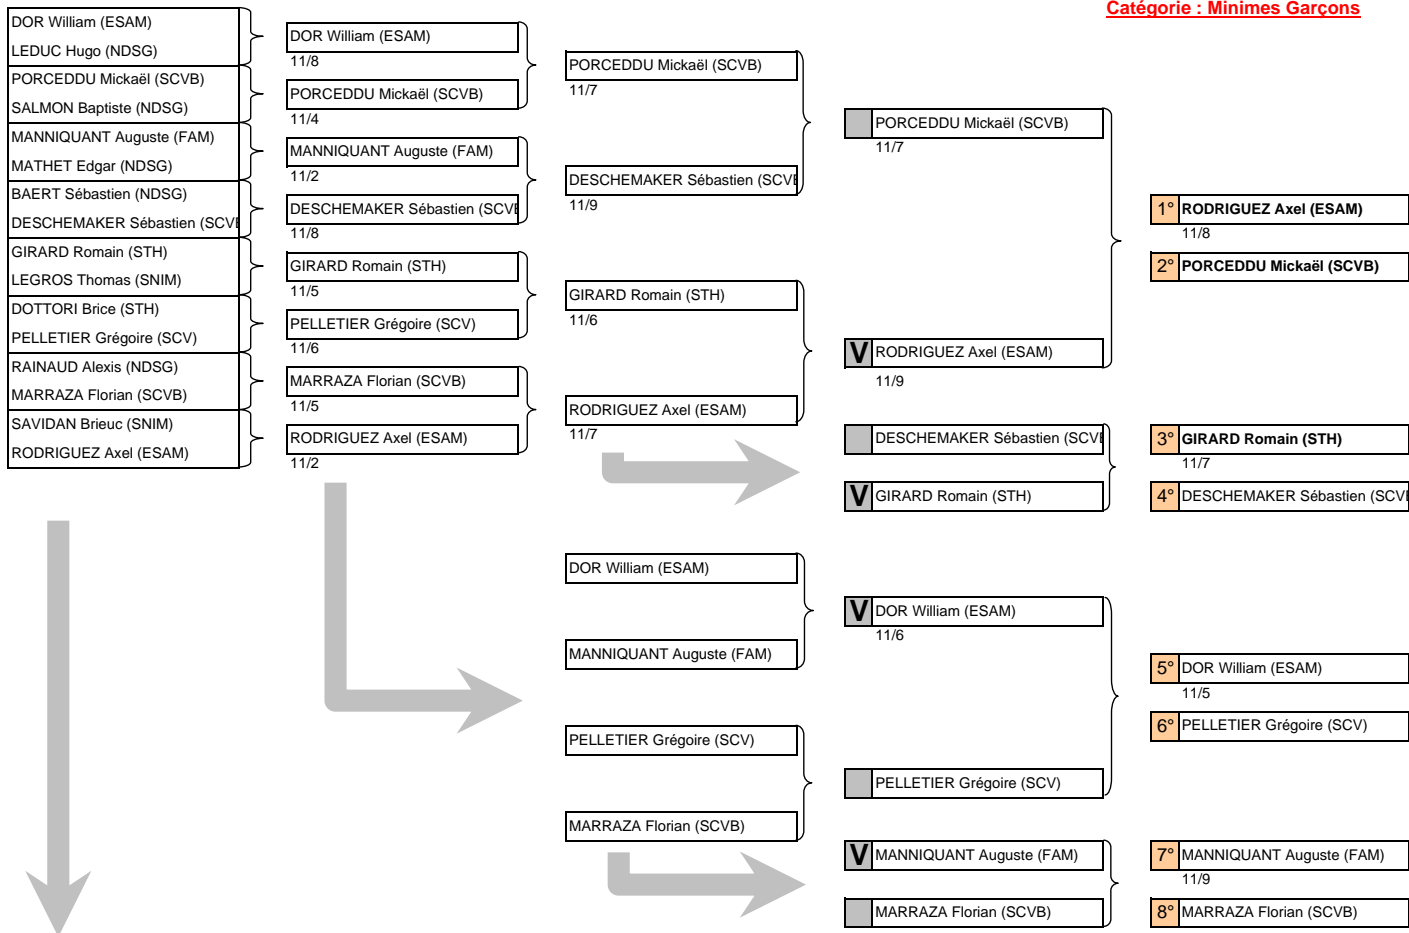 Catégorie : Minimes Garçons
DOR William (ESAM)
LEDUC Hugo (NDSG)
PORCEDDU Mickaël (SCVB)
SALMON Baptiste (NDSG)
MANNIQUANT Auguste (FAM)
MATHET Edgar (NDSG)
BAERT Sébastien (NDSG)
DESCHEMAKER Sébastien (SCVB
GIRARD Romain (STH)
LEGROS Thomas (SNIM)
DOTTORI Brice (STH)
PELLETIER Grégoire (SCV)
RAINAUD Alexis (NDSG)
MARRAZA Florian (SCVB)
SAVIDAN Brieuc (SNIM)
RODRIGUEZ Axel (ESAM)
DOR William (ESAM)
11/8
PORCEDDU Mickaël (SCVB)
11/4
MANNIQUANT Auguste (FAM)
11/2
DESCHEMAKER Sébastien (SCVB
11/8
GIRARD Romain (STH)
11/5
PELLETIER Grégoire (SCV)
11/6
MARRAZA Florian (SCVB)
11/5
RODRIGUEZ Axel (ESAM)
11/2
PORCEDDU Mickaël (SCVB)
11/7
DESCHEMAKER Sébastien (SCVB
11/9
GIRARD Romain (STH)
11/6
RODRIGUEZ Axel (ESAM)
11/7
DOR William (ESAM)
MANNIQUANT Auguste (FAM)
PELLETIER Grégoire (SCV)
MARRAZA Florian (SCVB)
PORCEDDU Mickaël (SCVB)
11/7
V RODRIGUEZ Axel (ESAM)
11/9
DESCHEMAKER Sébastien (SCVB
V GIRARD Romain (STH)
V DOR William (ESAM)
11/6
PELLETIER Grégoire (SCV)
V MANNIQUANT Auguste (FAM)
MARRAZA Florian (SCVB)
1° RODRIGUEZ Axel (ESAM)
11/8
2° PORCEDDU Mickaël (SCVB)
3° GIRARD Romain (STH)
11/7
4° DESCHEMAKER Sébastien (SCVB
5° DOR William (ESAM)
11/5
6° PELLETIER Grégoire (SCV)
7° MANNIQUANT Auguste (FAM)
11/9
8° MARRAZA Florian (SCVB)